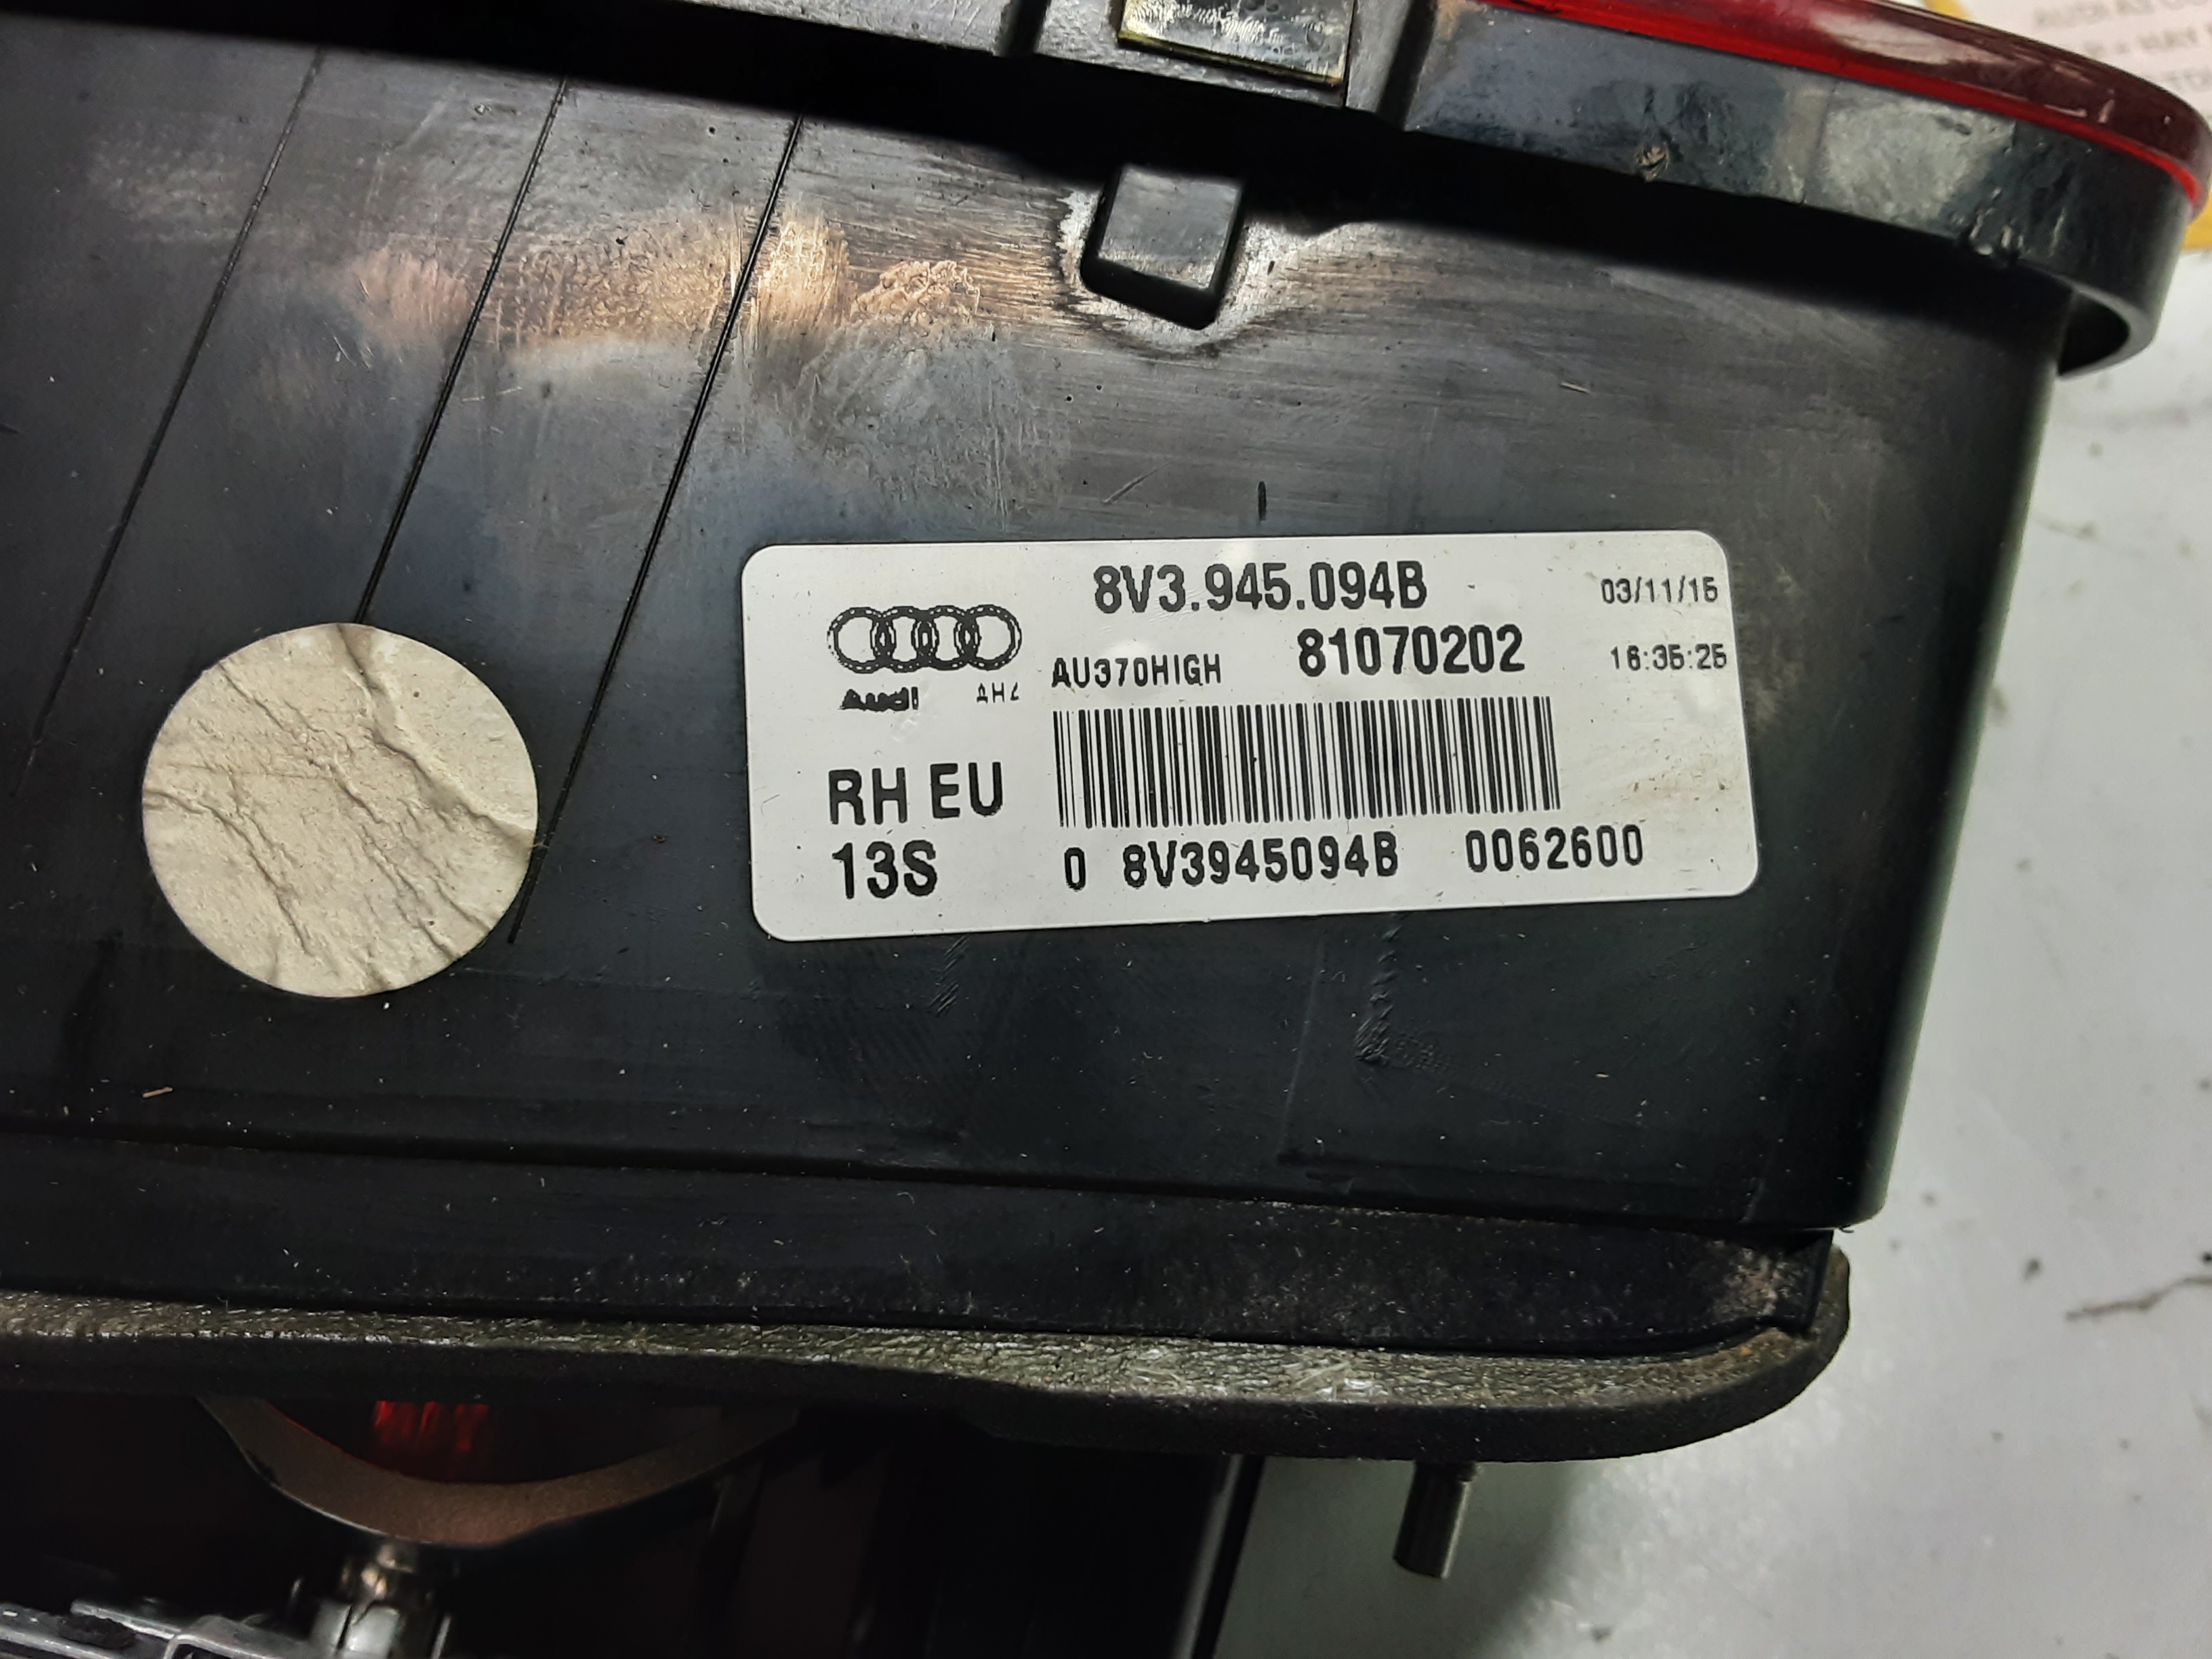 8V3.945.094B
03/11/15
AU370HIGH 81070202
16:35:25
Audi
RH EU
13S
0 8V3945094B 0062600